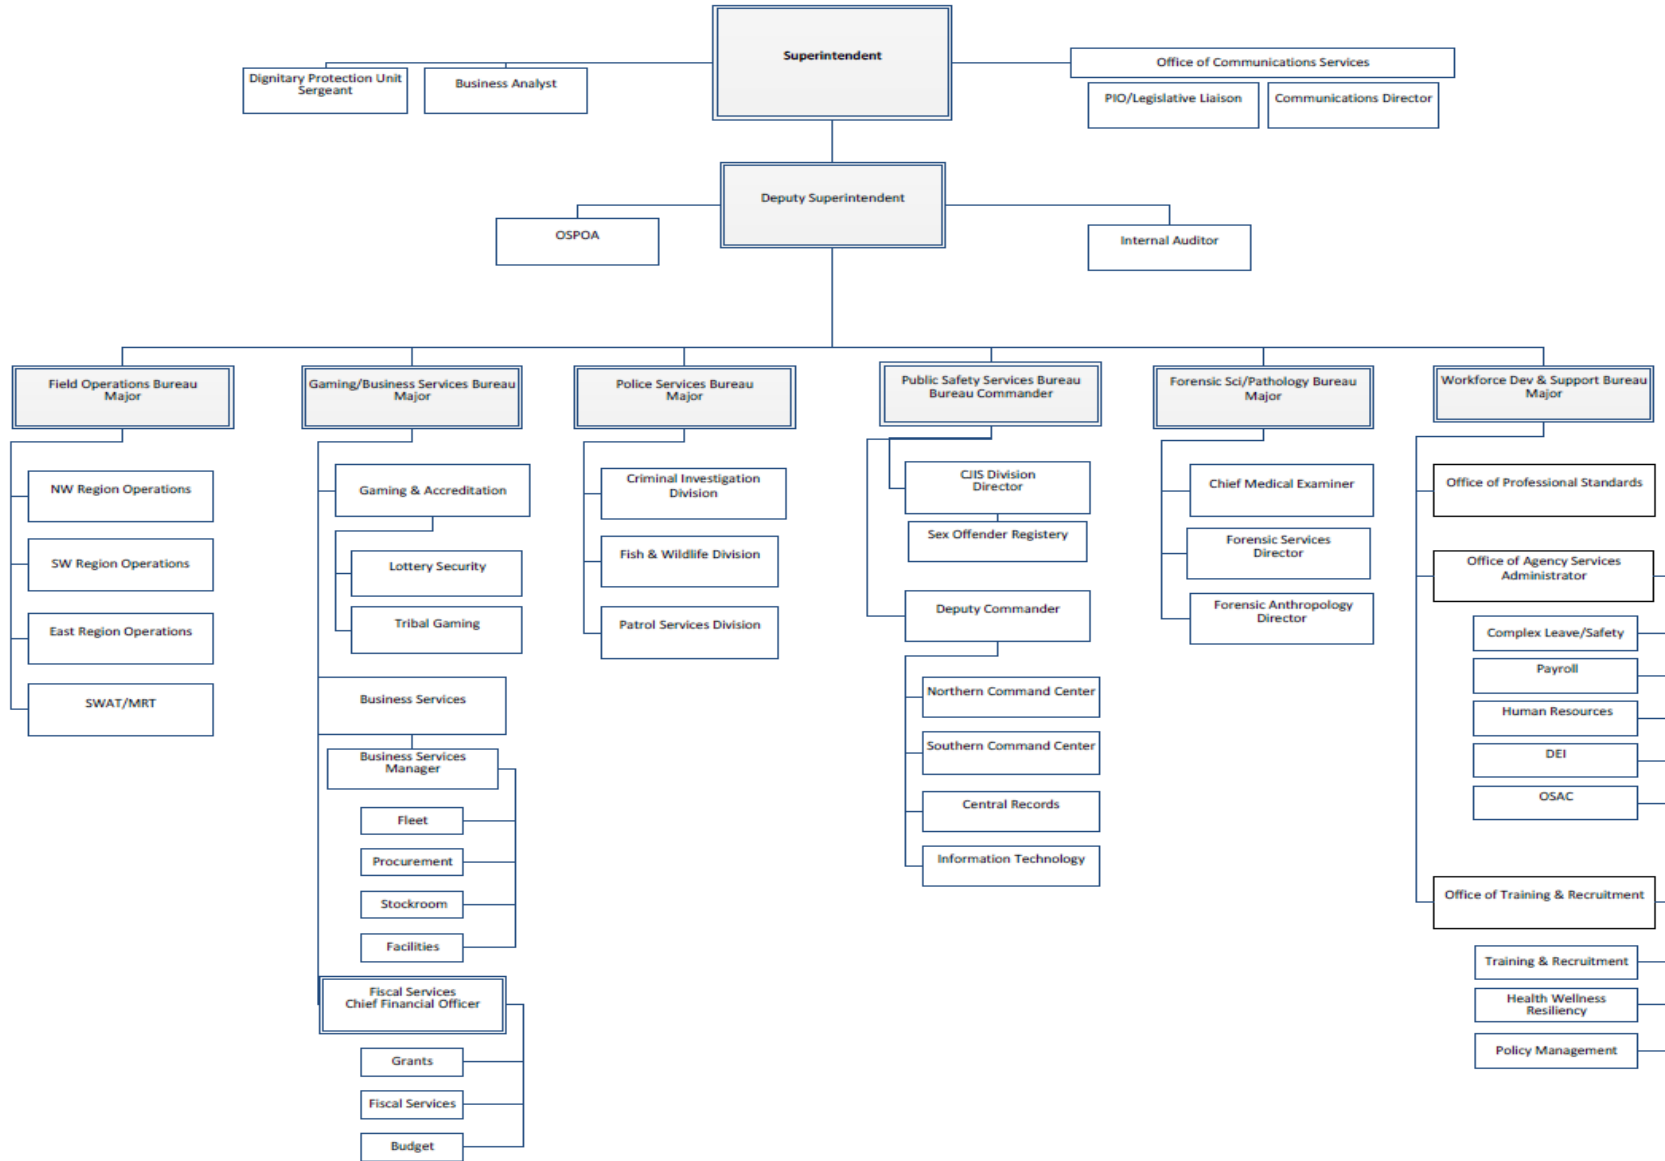 Superintendent
Dignitary Protection Unit
Sergeant
Business Analyst
Office of Communications Services
PIO/Legislative Liaison
Communications Director
Deputy Superintendent
OSPOA
Internal Auditor
Field Operations Bureau
Major
NW Region Operations
SW Region Operations
East Region Operations
SWAT/MRT
Gaming/Business Services Bureau
Major
Gaming & Accreditation
Lottery Security
Tribal Gaming
Business Services
Business Services
Manager
Fleet
Procurement
Stockroom
Facilities
Fiscal Services
Chief Financial Officer
Grants
Fiscal Services
Budget
Police Services Bureau
Major
Criminal Investigation
Division
Fish & Wildlife Division
Patrol Services Division
Public Safety Services Bureau
Bureau Commander
CJIS Division
Director
Sex Offender Registery
Deputy Commander
Northern Command Center
Southern Command Center
Central Records
Information Technology
Forensic Sci/Pathology Bureau
Major
Chief Medical Examiner
Forensic Services
Director
Forensic Anthropology
Director
Workforce Dev & Support Bureau
Major
Office of Professional Standards
Office of Agency Services
Administrator
Complex Leave/Safety
Payroll
Human Resources
DEI
OSAC
Office of Training & Recruitment
Training & Recruitment
Health Wellness
Resiliency
Policy Management